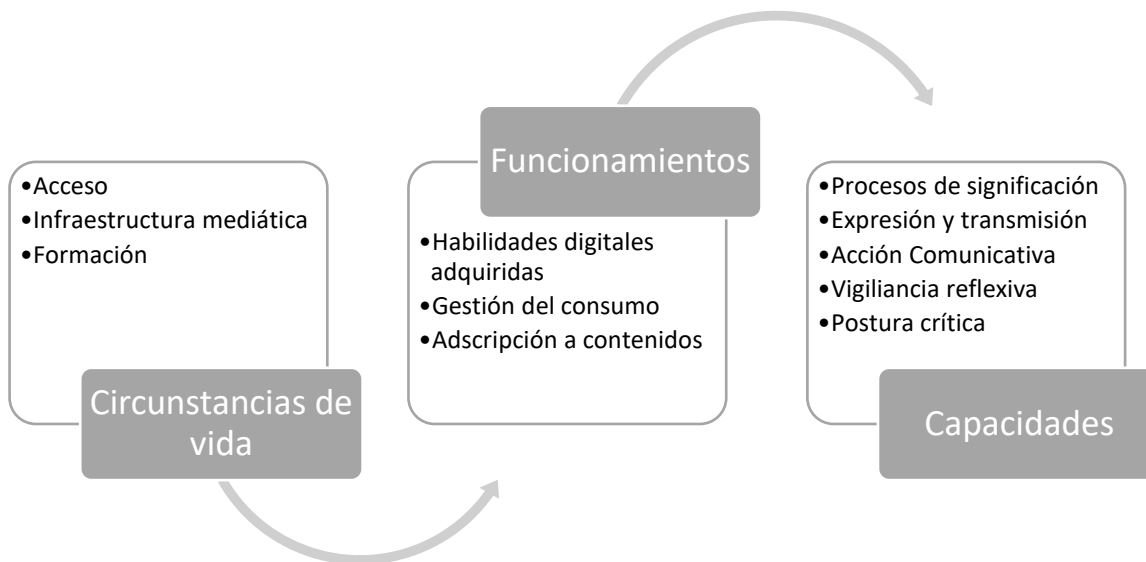 •Acceso
•Infraestructura mediática
•Formación
Circunstancias de
vida
Funcionamientos
•Habilidades digitales
adquiridas
•Gestión del consumo
•Adscripción a contenidos
•Procesos de significación
•Expresión y transmisión
•Acción Comunicativa
•Vigiliancia reflexiva
•Postura crítica
Capacidades